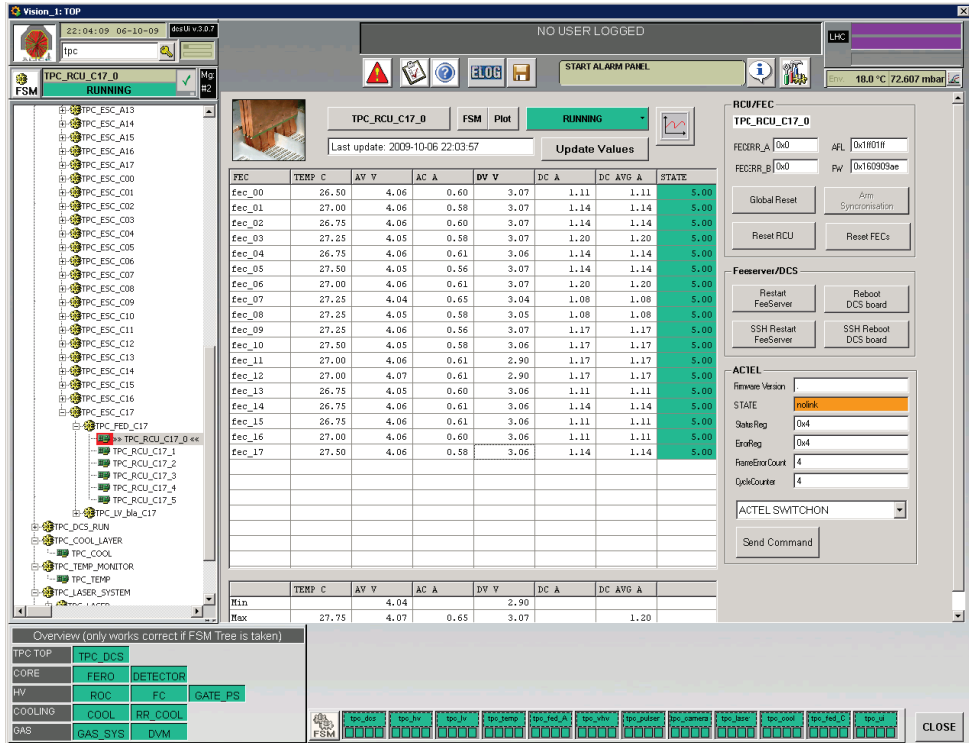 Vision_1: TOP
22:04:09 06-10-09 dcsUi v.3.0.7
NO USER LOGGED
LHC
tpc
ELOG
START ALARM PANEL
Env. 18.0 °C 72.607 mbar
FSM TPC_RCU_C17_0 Mg:
RUNNING #2
TPC_ESC_A13
TPC_ESC_A14
TPC_ESC_A15
TPC_ESC_A16
TPC_ESC_A17
TPC_ESC_C00
TPC_ESC_C01
TPC_ESC_C02
TPC_ESC_C03
TPC_ESC_C04
TPC_ESC_C05
TPC_ESC_C06
TPC_ESC_C07
TPC_ESC_C08
TPC_ESC_C09
TPC_ESC_C10
TPC_ESC_C11
TPC_ESC_C12
TPC_ESC_C13
TPC_ESC_C14
TPC_ESC_C15
TPC_ESC_C16
TPC_ESC_C17
TPC_FED_C17
»» TPC_RCU_C17_0 ««
TPC_RCU_C17_1
TPC_RCU_C17_2
TPC_RCU_C17_3
TPC_RCU_C17_4
TPC_RCU_C17_5
TPC_LV_bla_C17
TPC_DCS_RUN
TPC_COOL_LAYER
TPC_COOL
TPC_TEMP_MONITOR
TPC_TEMP
TPC_LASER_SYSTEM
TPC_LASER
TPC_RCU_C17_0 FSM Plot RUNNING
Last update: 2009-10-06 22:03:57 Update Values
FEC TEMP C AV V AC A DV V DC A DC AVG A STATE
fec_00 26.50 4.06 0.60 3.07 1.11 1.11 5.00
fec_01 27.00 4.06 0.58 3.07 1.14 1.14 5.00
fec_02 26.75 4.06 0.60 3.07 1.14 1.14 5.00
fec_03 27.25 4.05 0.58 3.07 1.20 1.20 5.00
fec_04 26.75 4.06 0.61 3.06 1.14 1.14 5.00
fec_05 27.50 4.05 0.56 3.07 1.14 1.14 5.00
fec_06 27.00 4.06 0.61 3.07 1.20 1.20 5.00
fec_07 27.25 4.04 0.65 3.04 1.08 1.08 5.00
fec_08 27.25 4.05 0.58 3.05 1.08 1.08 5.00
fec_09 27.25 4.06 0.56 3.07 1.17 1.17 5.00
fec_10 27.50 4.05 0.58 3.06 1.17 1.17 5.00
fec_11 27.00 4.06 0.61 2.90 1.17 1.17 5.00
fec_12 27.00 4.07 0.61 2.90 1.17 1.17 5.00
fec_13 26.75 4.05 0.60 3.06 1.11 1.11 5.00
fec_14 26.75 4.06 0.61 3.06 1.14 1.14 5.00
fec_15 26.75 4.06 0.61 3.06 1.11 1.11 5.00
fec_16 27.00 4.06 0.60 3.06 1.11 1.11 5.00
fec_17 27.50 4.06 0.58 3.06 1.14 1.14 5.00
TEMP C AV V AC A DV V DC A DC AVG A
Min 4.04 2.90
Max 27.75 4.07 0.65 3.07 1.20
RCU/FEC
TPC_RCU_C17_0
FECERR_A 0x0 AFL 0x1ff01ff
FECERR_B 0x0 FW 0x160909ae
Global Reset Arm Syncronisation
Reset RCU Reset FECs
Feeserver/DCS
Restart FeeServer Reboot DCS board
SSH Restart FeeServer SSH Reboot DCS board
ACTEL
Firmware Version .
STATE nolink
StatusReg 0x4
ErrorReg 0x4
FrameErrorCount 4
CycleCounter 4
ACTEL SWITCHON
Send Command
Overview (only works correct if FSM Tree is taken)
TPC TOP TPC_DCS
CORE FERO DETECTOR
HV ROC FC GATE_PS
COOLING COOL RR_COOL
GAS GAS_SYS DVM
FSM tpc_dcs tpc_hv tpc_lv tpc_temp tpc_fed_A tpc_vhv tpc_pulser tpc_camera tpc_laser tpc_cool tpc_fed_C tpc_ui
CLOSE